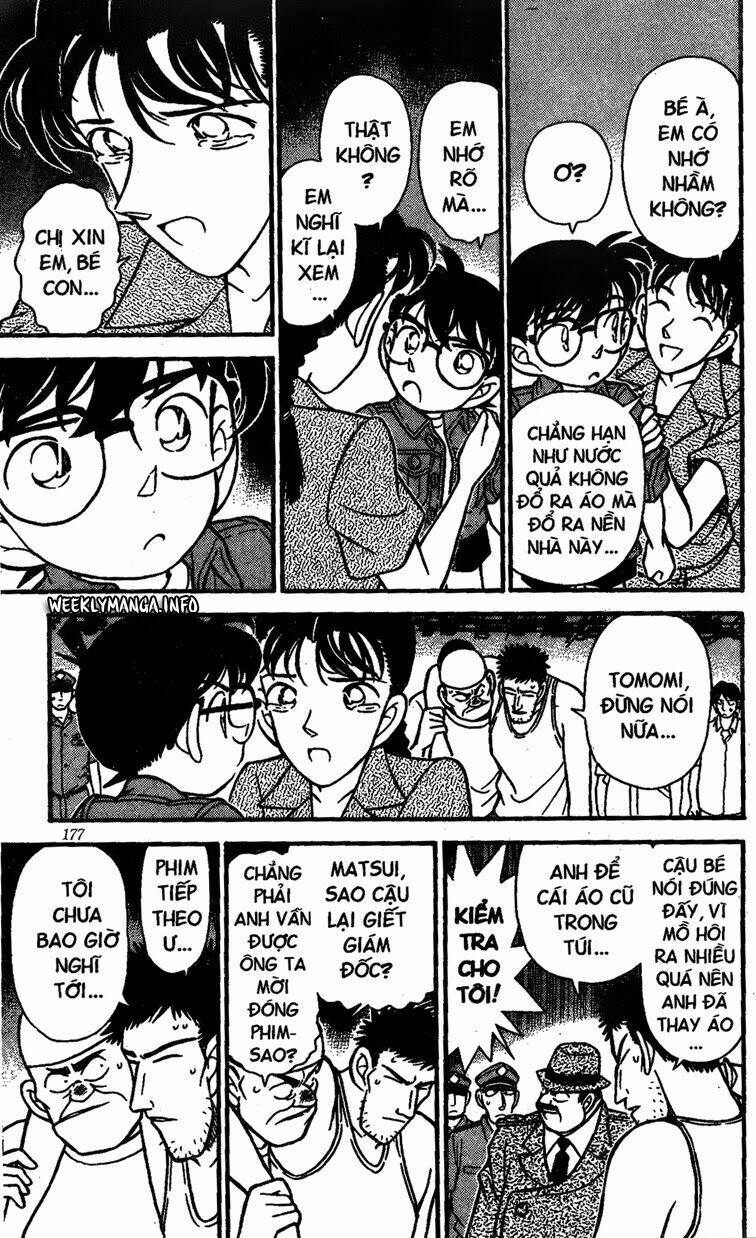 BÉ À,
EM CÓ
NHỚ
NHẦM
KHÔNG?
Ơ?
CHẲNG HẠN
NHƯ NƯỚC
QUẢ KHÔNG
ĐỔ RA ÁO MÀ
ĐỔ RA NỀN
NHÀ NÀY...
EM
NHỚ
RÕ
MÀ...
THẬT
KHÔNG
?
EM
NGHĨ
KĨ LẠI
XEM
...
CHỊ XIN
EM, BÉ
CON...
WEEKLYMANGA.INFO
TOMOMI,
ĐỪNG NÓI
NỮA...
177
CẬU BÉ
NÓI ĐÚNG
ĐẤY, VÌ
MỒ HÔI
RA NHIỀU
QUÁ NÊN
ANH ĐÃ
THAY ÁO
...
ANH ĐỂ
CÁI ÁO CŨ
TRONG
TÚI...
KIỂM
TRA CHO
TÔI!
MATSUI,
SAO CẬU
LẠI GIẾT
GIÁM
ĐỐC?
CHẲNG
PHẢI
ANH VẪN
ĐƯỢC
ÔNG TA
MỜI
ĐÓNG
PHIM
SAO?
PHIM
TIẾP
THEO
Ư...
TÔI
CHƯA
BAO GIỜ
NGHĨ
TỚI...